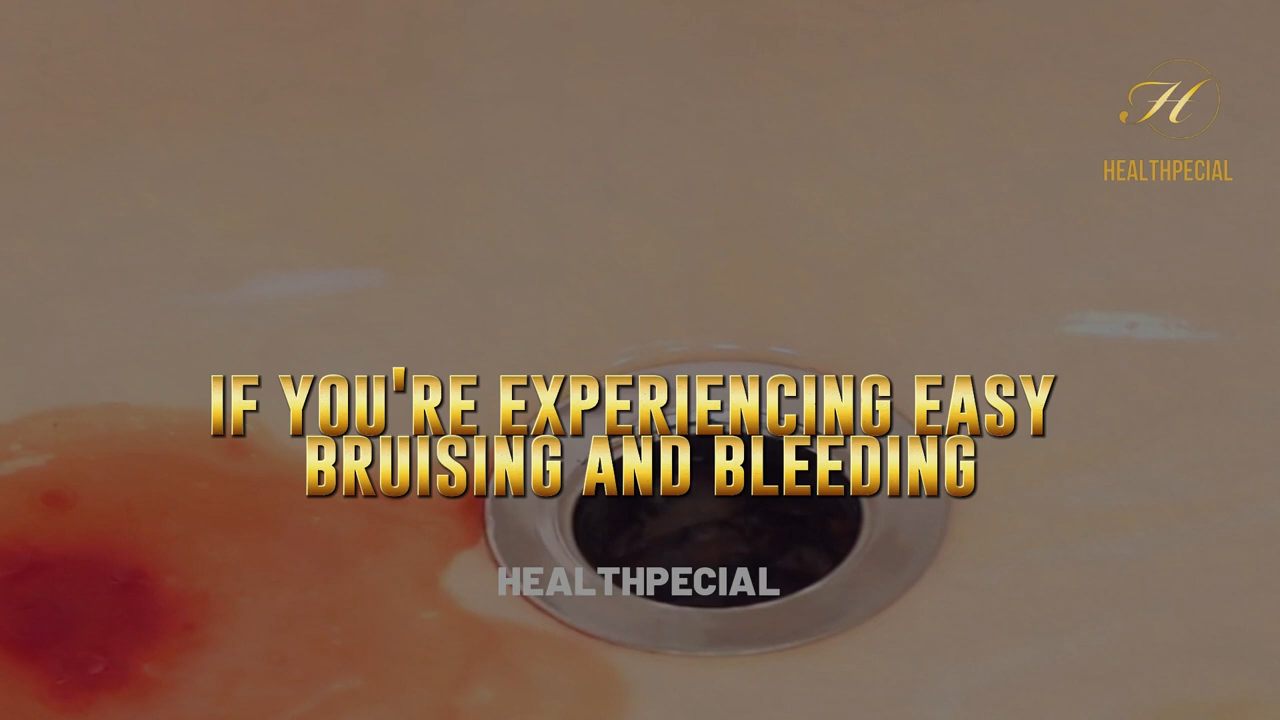 H
HEALTHPECIAL
IF YOU'RE EXPERIENCING EASY
BRUISING AND BLEEDING
HEALTHPECIAL